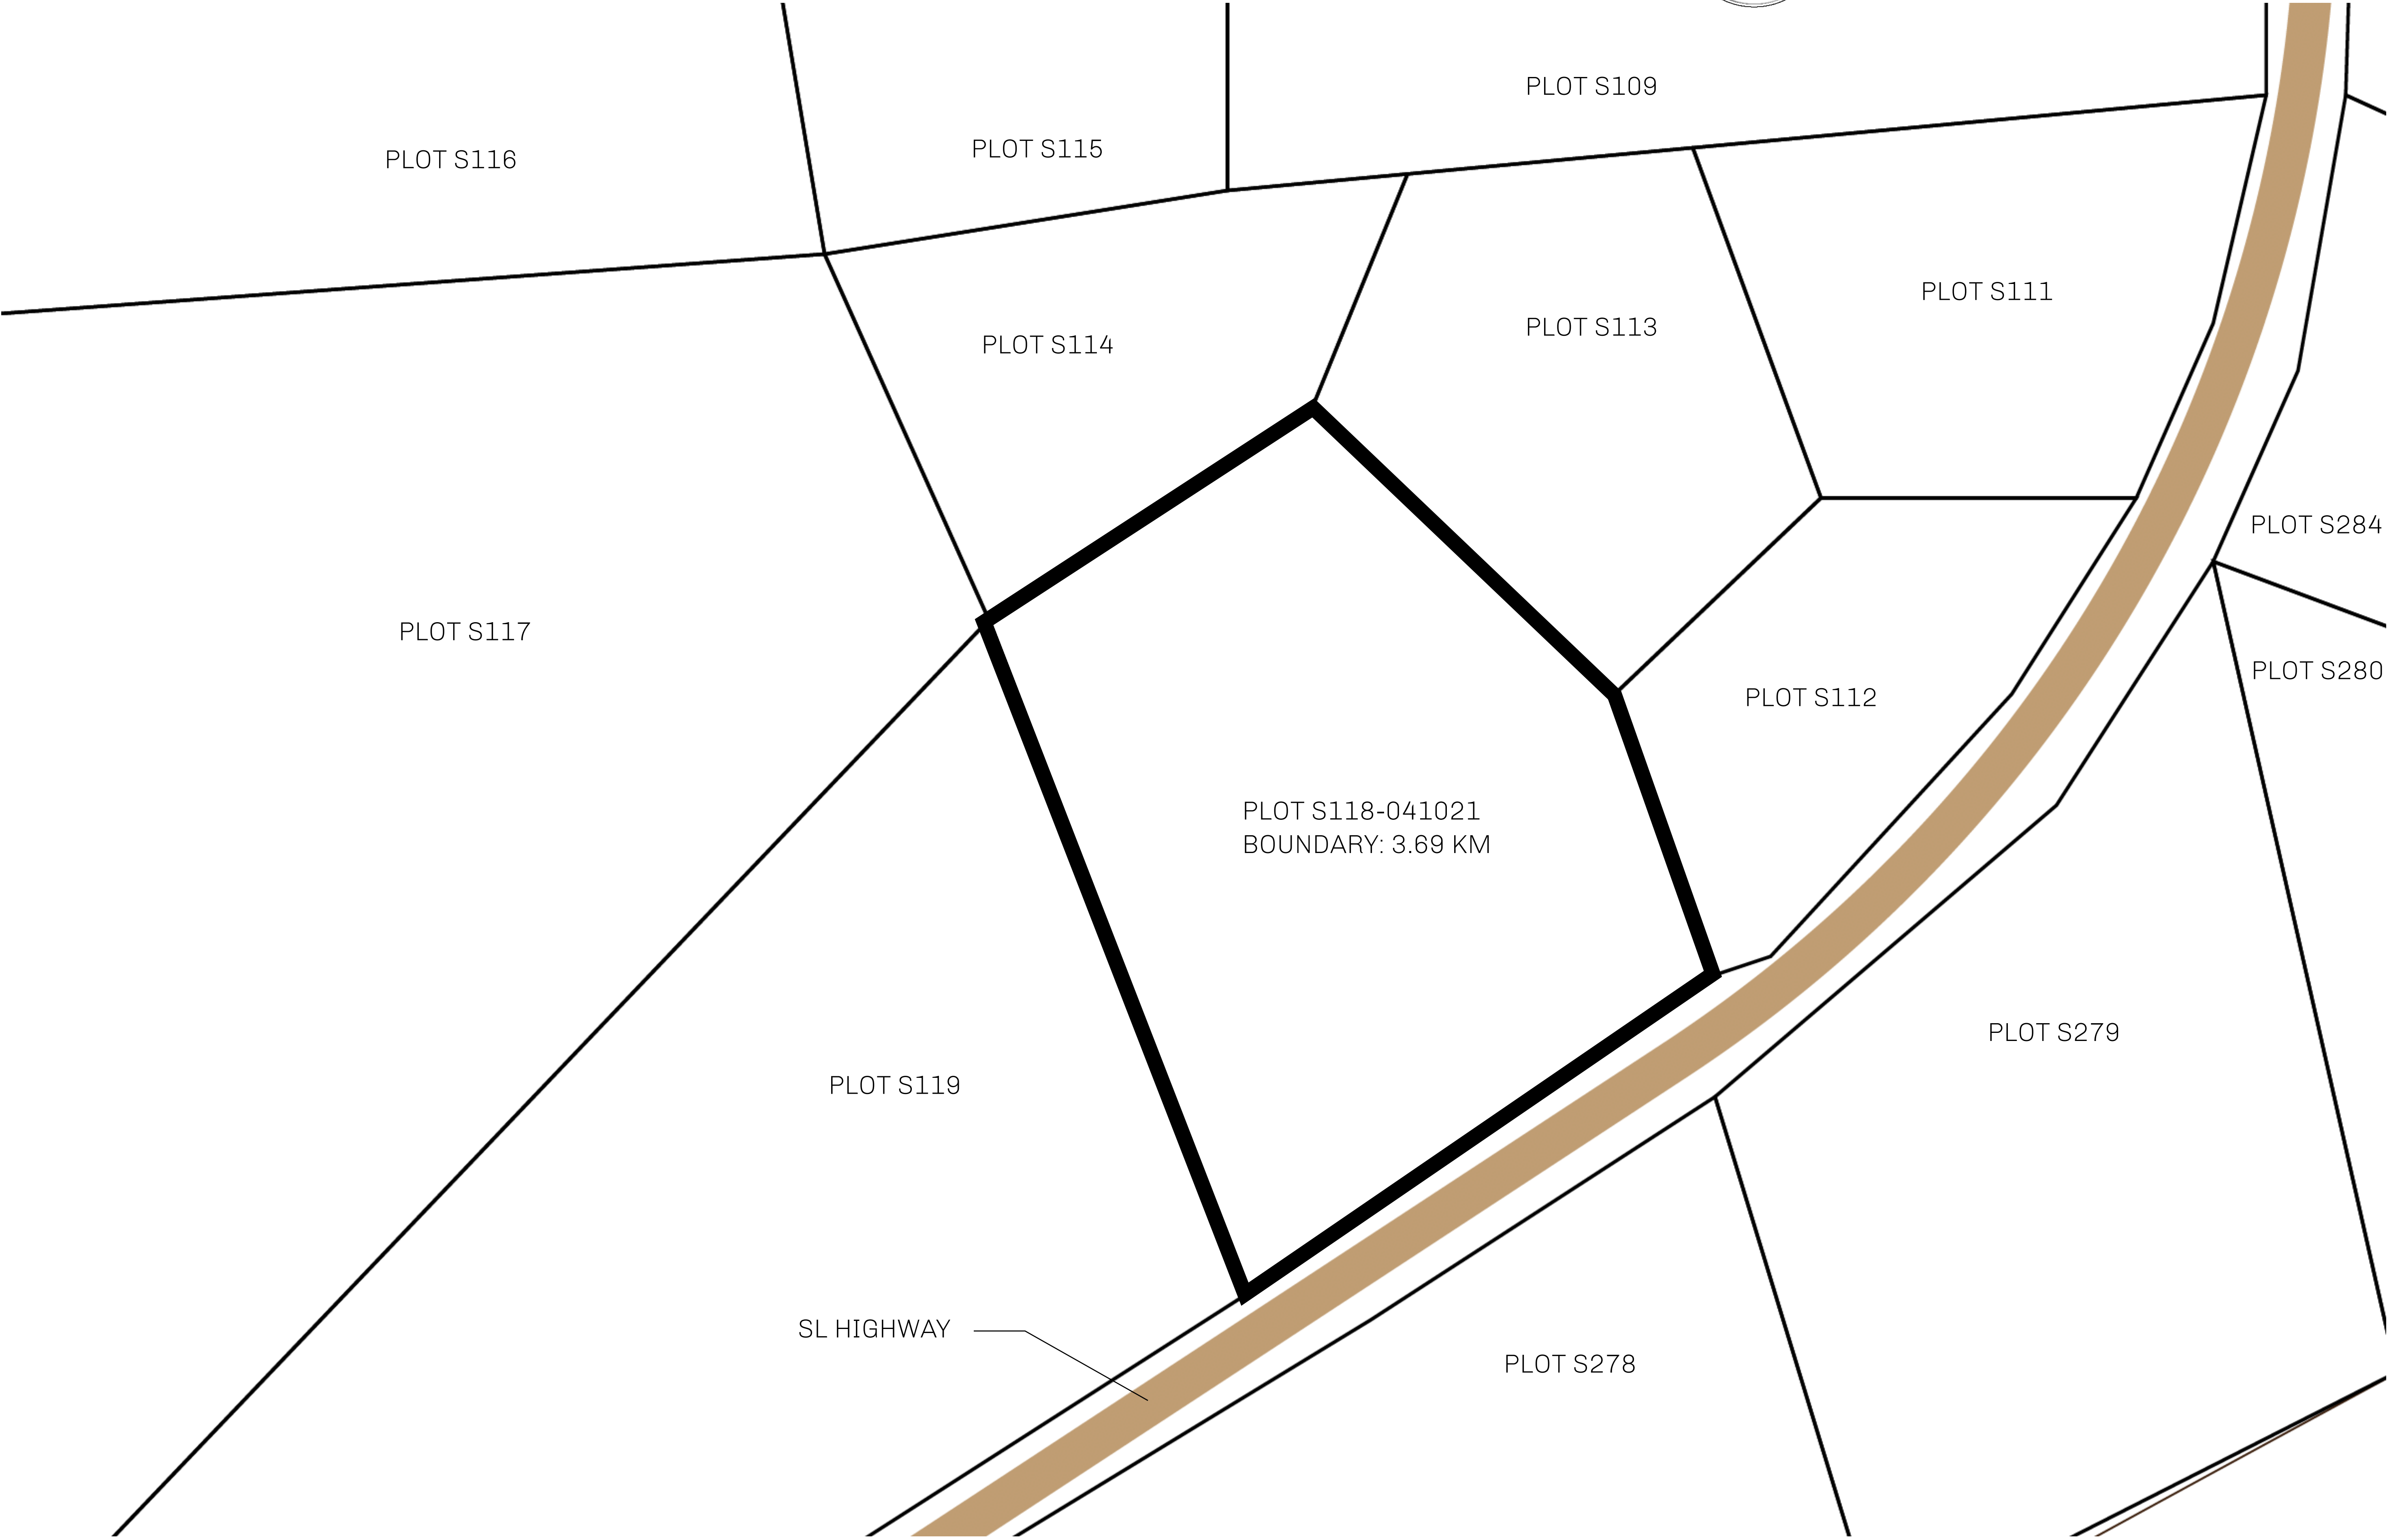 PLOT S109
PLOT S115
PLOT S116
PLOT S111
PLOT S113
PLOT S114
PLOT S284
PLOT S117
PLOT S280
PLOT S112
PLOT S118-041021
BOUNDARY: 3.69 KM
PLOT S279
PLOT S119
SL HIGHWAY
PLOT S278